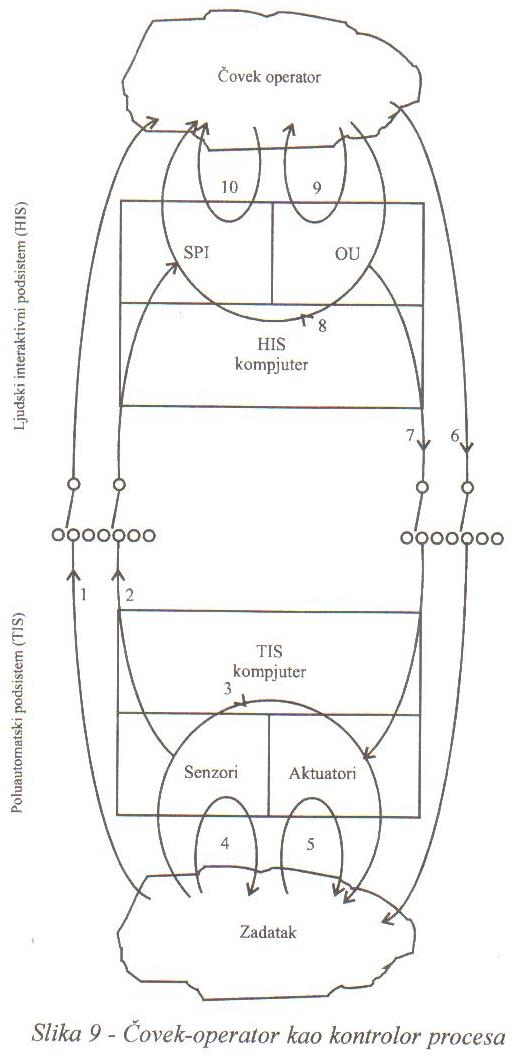 Čovek operator
10
9
Ljudski interaktivni podsistem (HIS)
SPI
OU
8
HIS
kompjuter
7
6
1
2
Poluautomatski podsistem (TIS)
TIS
kompjuter
3
Senzori
Aktuatori
4
5
Zadatak
Slika 9 - Čovek-operator kao kontrolor procesa